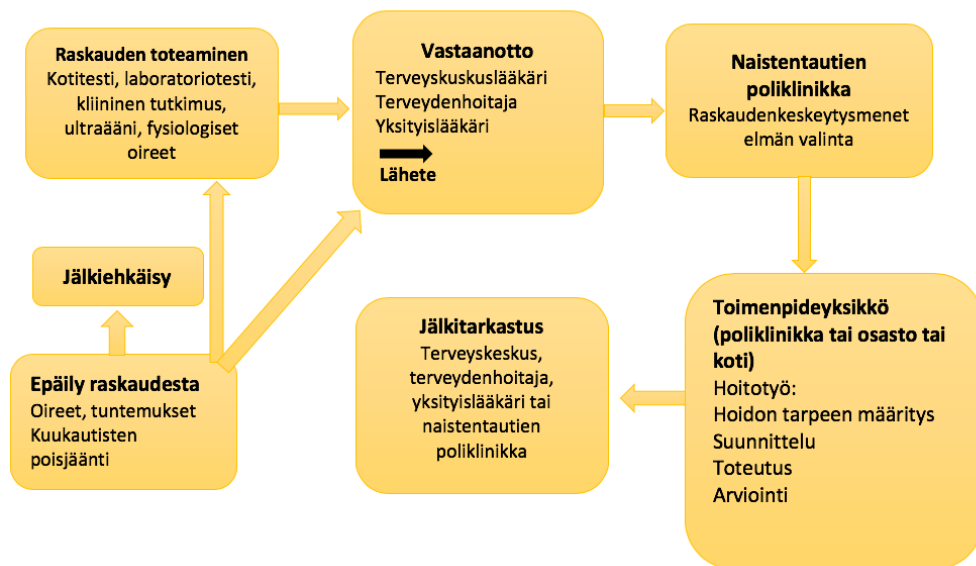 Raskauden toteaminen
Kotitesti, laboratoriotesti,
kliininen tutkimus,
ultraääni, fysiologiset
oireet
Vastaanotto
Terveyskuskuslääkäri
Terveydenhoitaja
Yksityislääkäri
Lähete
Naistentautien
poliklinikka
Raskaudenkeskeytysmenet
elmän valinta
Jälkiehkäisy
Epäily raskaudesta
Oireet, tuntemukset
Kuukautisten
poisjäänti
Jälkitarkastus
Terveyskeskus,
terveydenhoitaja,
yksityislääkäri tai
naistentautien
poliklinikka
Toimenpideyksikkö
(poliklinikka tai osasto tai
koti)
Hoitotyö:
Hoidon tarpeen määritys
Suunnittelu
Toteutus
Arviointi